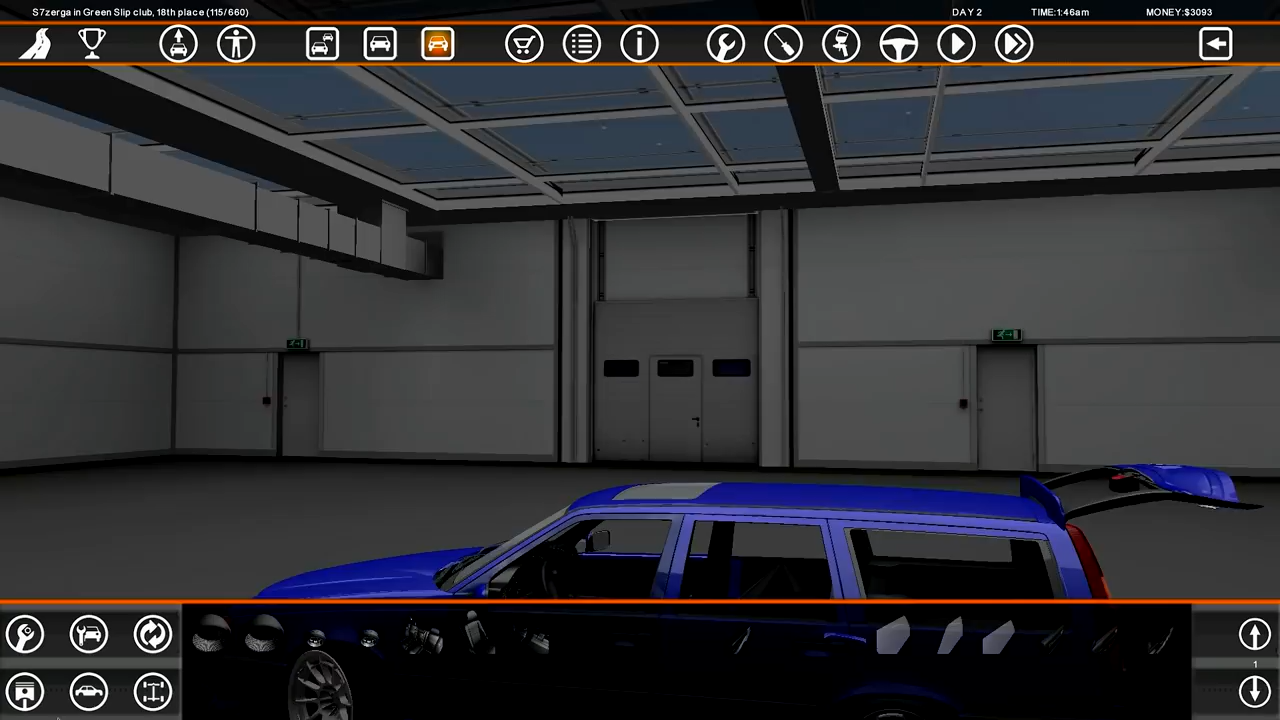 S7zerga in Green Slip club, 18th place (115/660)
DAY 2
TIME:1:46am
MONEY:$3093
1